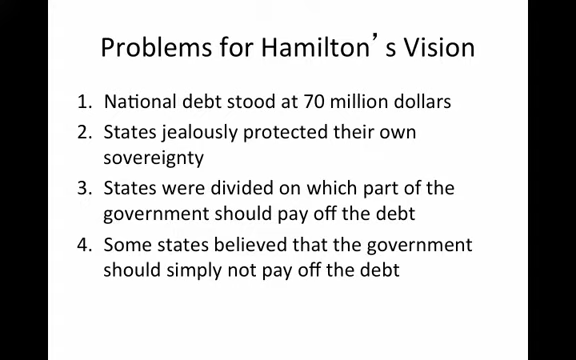 Problems for Hamilton’s Vision
1. National debt stood at 70 million dollars
2. States jealously protected their own
sovereignty
3. States were divided on which part of the
government should pay off the debt
4. Some states believed that the government
should simply not pay off the debt